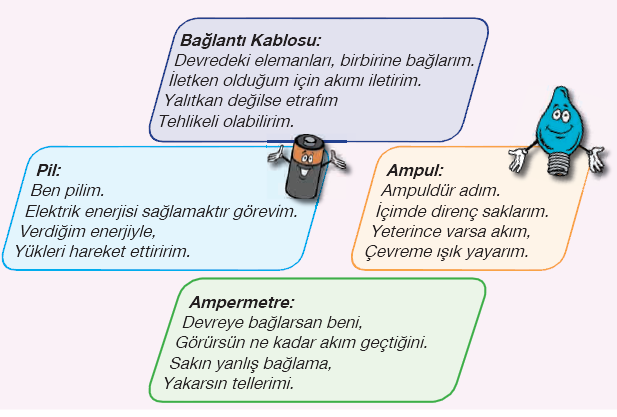 Bağlantı Kablosu:
Devredeki elemanları, birbirine bağlarım.
İletken olduğum için akımı iletirim.
Yalıtkan değilse etrafım
Tehlikeli olabilirim.
Pil:
Ben pilim.
Elektrik enerjisi sağlamaktır görevim.
Verdiğim enerjiyle,
Yükleri hareket ettiririm.
Ampul:
Ampuldür adım.
İçimde direnç saklarım.
Yeterince varsa akım,
Çevreme ışık yayarım.
Ampermetre:
Devreye bağlarsan beni,
Görürsün ne kadar akım geçtiğini.
Sakın yanlış bağlama,
Yakarsın tellerimi.